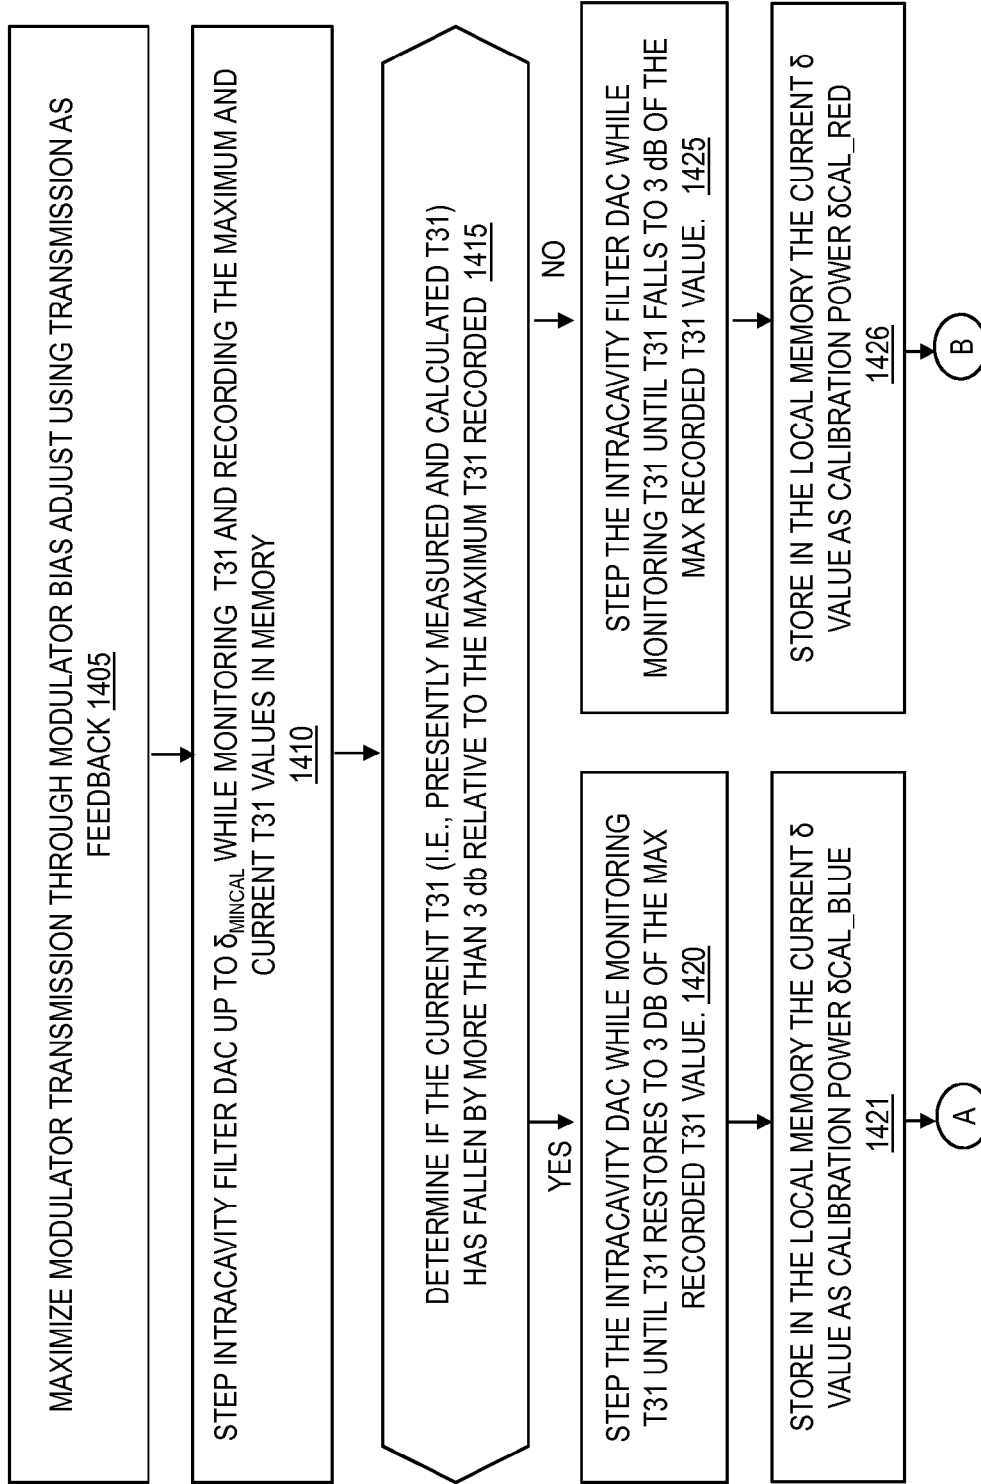 MAXIMIZE MODULATOR TRANSMISSION THROUGH MODULATOR BIAS ADJUST USING TRANSMISSION AS
FEEDBACK 1405
STEP INTRACAVITY FILTER DAC UP TO δMINCAL WHILE MONITORING T31 AND RECORDING THE MAXIMUM AND
CURRENT T31 VALUES IN MEMORY
1410
DETERMINE IF THE CURRENT T31 (I.E., PRESENTLY MEASURED AND CALCULATED T31)
HAS FALLEN BY MORE THAN 3 db RELATIVE TO THE MAXIMUM T31 RECORDED 1415
YES
STEP THE INTRACAVITY DAC WHILE MONITORING
T31 UNTIL T31 RESTORES TO 3 DB OF THE MAX
RECORDED T31 VALUE. 1420
STORE IN THE LOCAL MEMORY THE CURRENT δ
VALUE AS CALIBRATION POWER δCAL_BLUE
1421
A
NO
STEP THE INTRACAVITY FILTER DAC WHILE
MONITORING T31 UNTIL T31 FALLS TO 3 dB OF THE
MAX RECORDED T31 VALUE. 1425
STORE IN THE LOCAL MEMORY THE CURRENT δ
VALUE AS CALIBRATION POWER δCAL_RED
1426
B